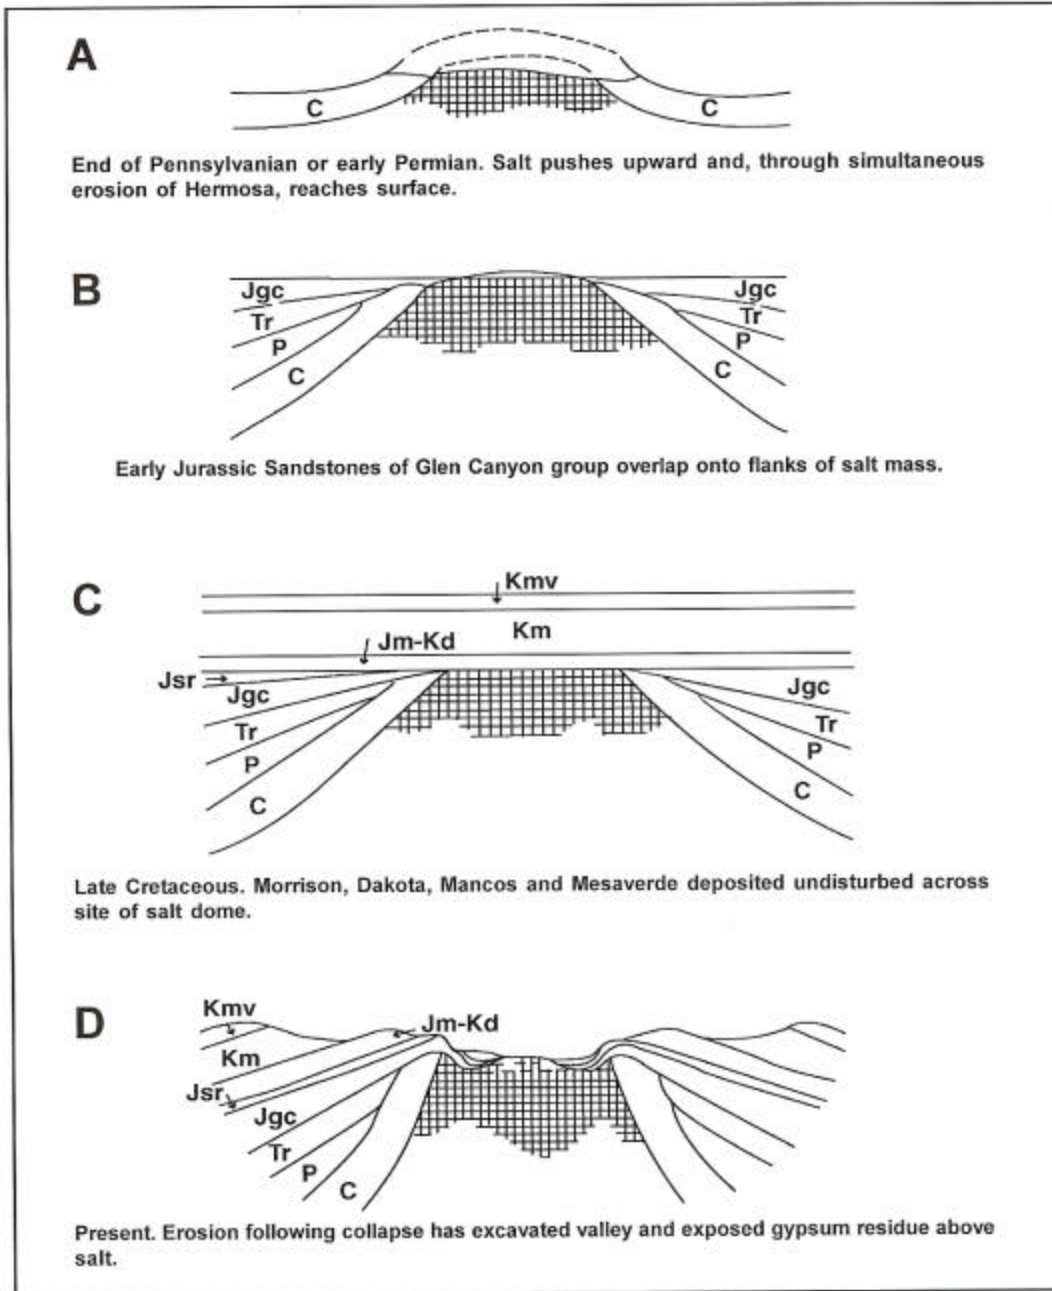 A
C C
End of Pennsylvanian or early Permian. Salt pushes upward and, through simultaneous
erosion of Hermosa, reaches surface.
B
Jgc Jgc
Tr Tr
P P
C C
Early Jurassic Sandstones of Glen Canyon group overlap onto flanks of salt mass.
C
Kmv
Km
Jm-Kd
Jsr
Jgc Jgc
Tr Tr
P P
C C
Late Cretaceous. Morrison, Dakota, Mancos and Mesaverde deposited undisturbed across
site of salt dome.
D
Kmv
Jm-Kd
Km
Jsr
Jgc
Tr
P
C
Present. Erosion following collapse has excavated valley and exposed gypsum residue above
salt.